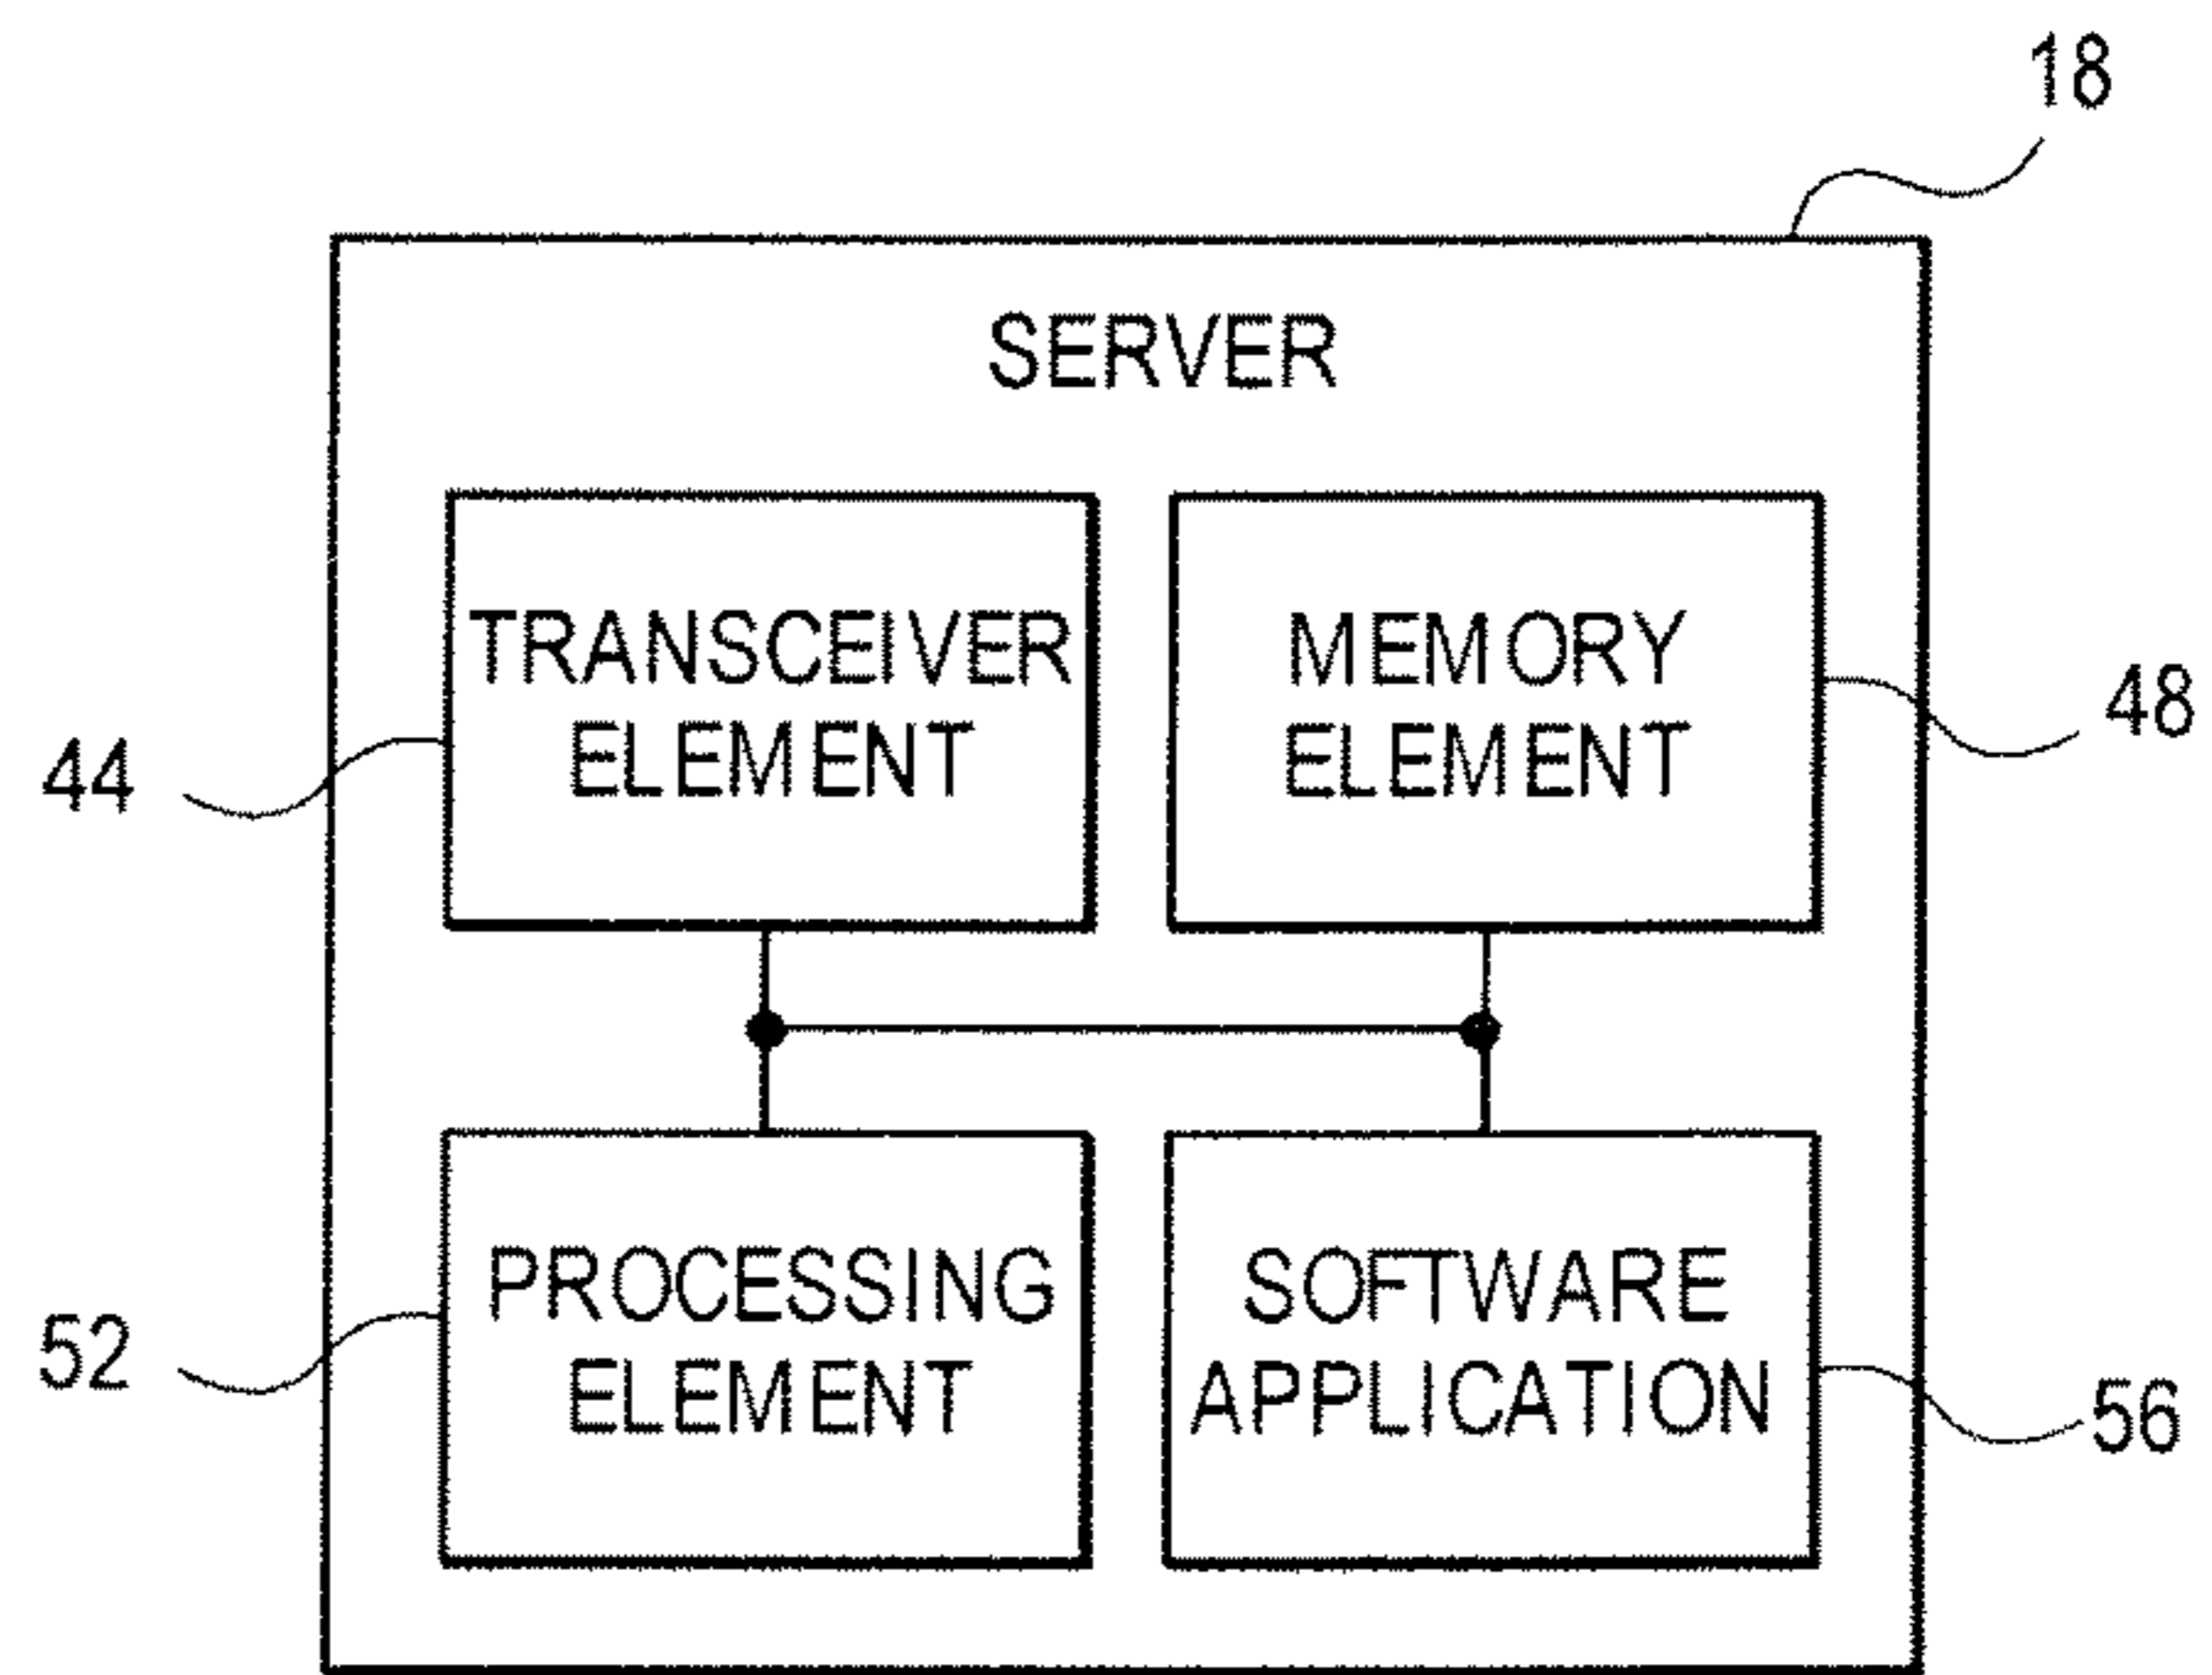 18
SERVER
TRANSCEIVER
ELEMENT
MEMORY
ELEMENT
44
48
PROCESSING
ELEMENT
SOFTWARE
APPLICATION
52
56